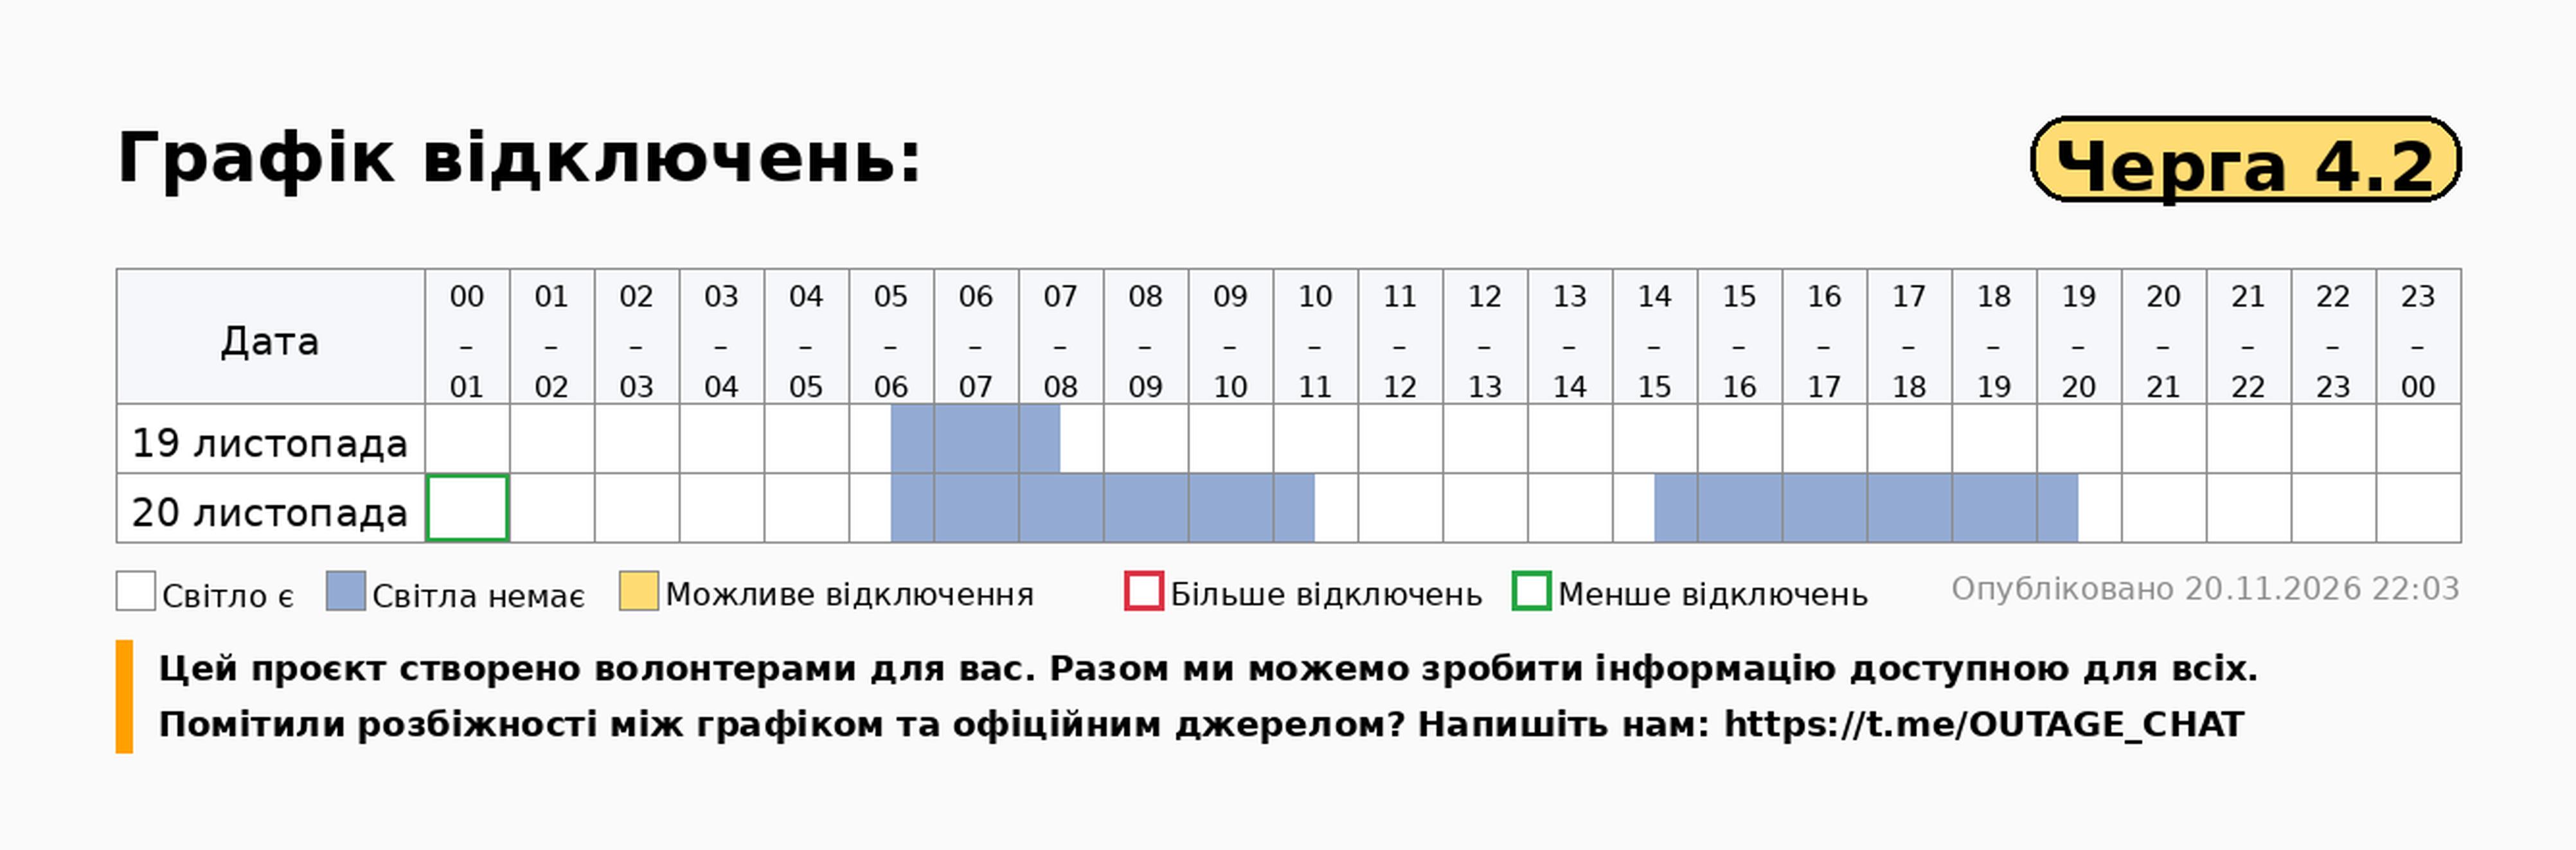 Графік відключень:
Черга 4.2
Дата 00 – 01 01 – 02 02 – 03 03 – 04 04 – 05 05 – 06 06 – 07 07 – 08 08 – 09 09 – 10 10 – 11 11 – 12 12 – 13 13 – 14 14 – 15 15 – 16 16 – 17 17 – 18 18 – 19 19 – 20 20 – 21 21 – 22 22 – 23 23 – 00
19 листопада
20 листопада
Світло є Світла немає Можливе відключення Більше відключень Менше відключень Опубліковано 20.11.2026 22:03
Цей проєкт створено волонтерами для вас. Разом ми можемо зробити інформацію доступною для всіх.
Помітили розбіжності між графіком та офіційним джерелом? Напишіть нам: https://t.me/OUTAGE_CHAT